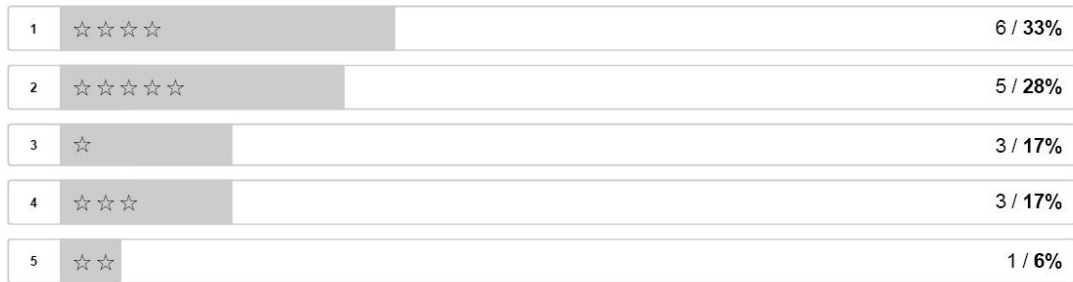 1 ☆☆☆☆ 6 / 33%
2 ☆☆☆☆☆ 5 / 28%
3 ☆ 3 / 17%
4 ☆☆☆ 3 / 17%
5 ☆☆ 1 / 6%